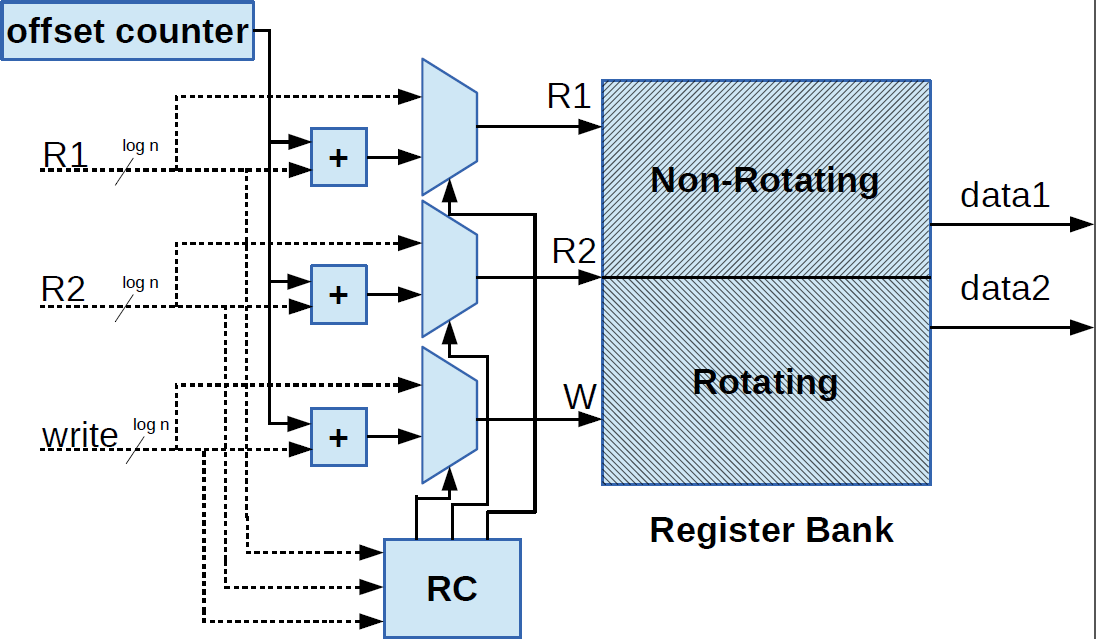 offset counter
R1
log n
+
R1
Non-Rotating
data1
R2
log n
+
R2
data2
Rotating
write
log n
+
W
Register Bank
RC